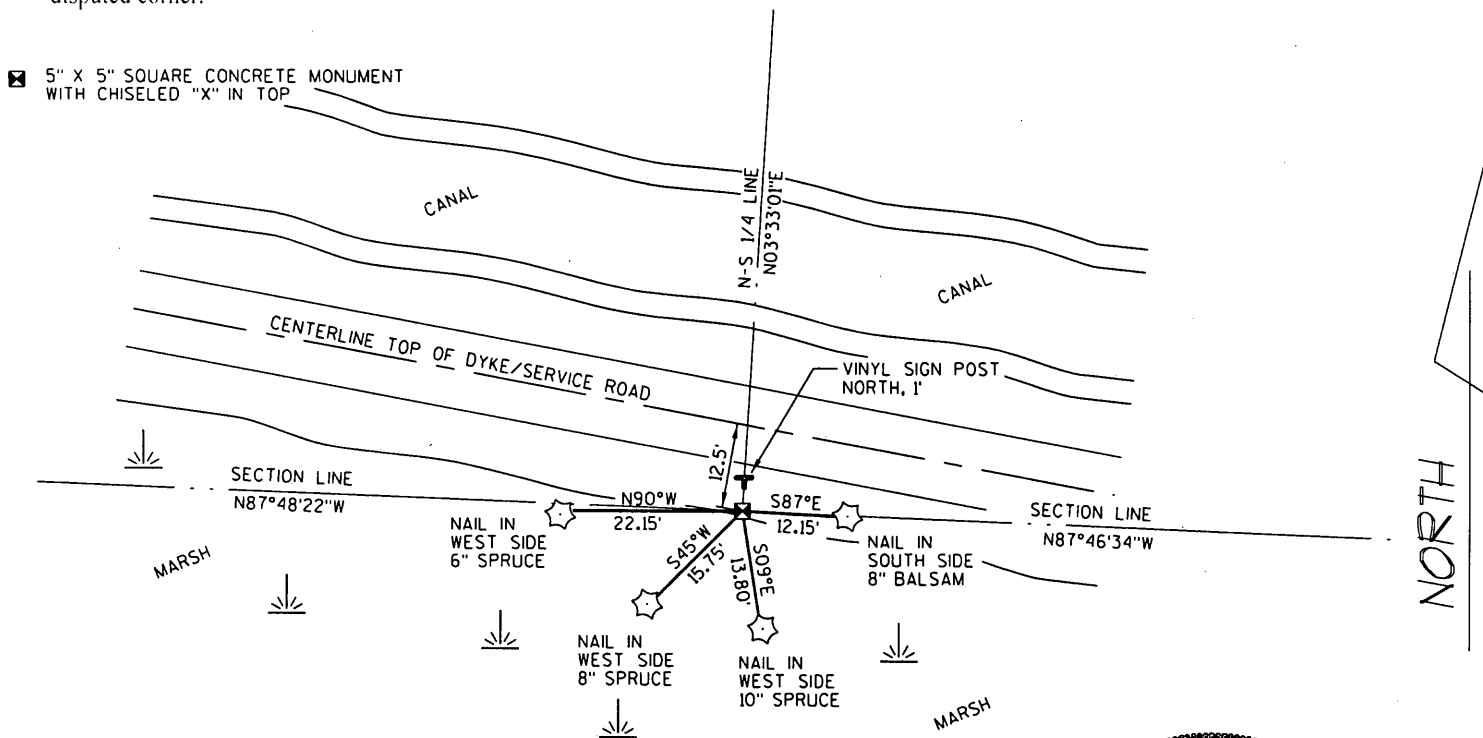 disputed corner.
5" X 5" SQUARE CONCRETE MONUMENT
WITH CHISELED "X" IN TOP
CANAL
N-S 1/4 LINE
N03°33'01"E
CANAL
CENTERLINE TOP OF DYKE/SERVICE ROAD
VINYL SIGN POST
NORTH, 1'
12.5'
SECTION LINE
N87°48'22"W
N90°W
22.15'
S87°E
12.15'
SECTION LINE
N87°46'34"W
NAIL IN
WEST SIDE
6" SPRUCE
S45°W
15.75'
S09°E
13.80'
NAIL IN
SOUTH SIDE
8" BALSAM
MARSH
NAIL IN
WEST SIDE
8" SPRUCE
NAIL IN
WEST SIDE
10" SPRUCE
MARSH
NORTH